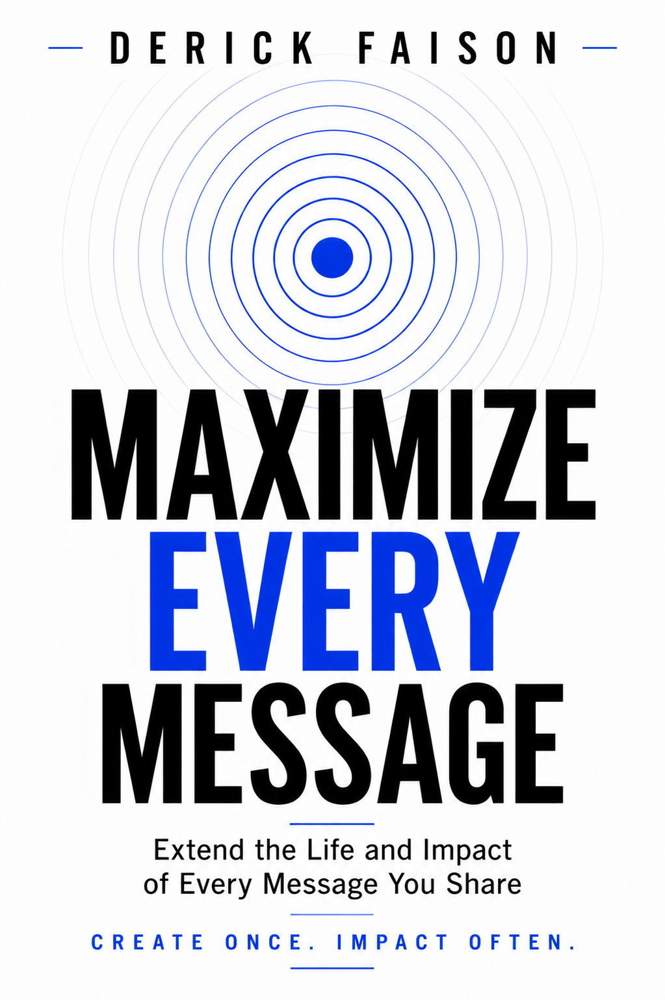 DERICK FAISON
MAXIMIZE
EVERY
MESSAGE
Extend the Life and Impact
of Every Message You Share
CREATE ONCE. IMPACT OFTEN.